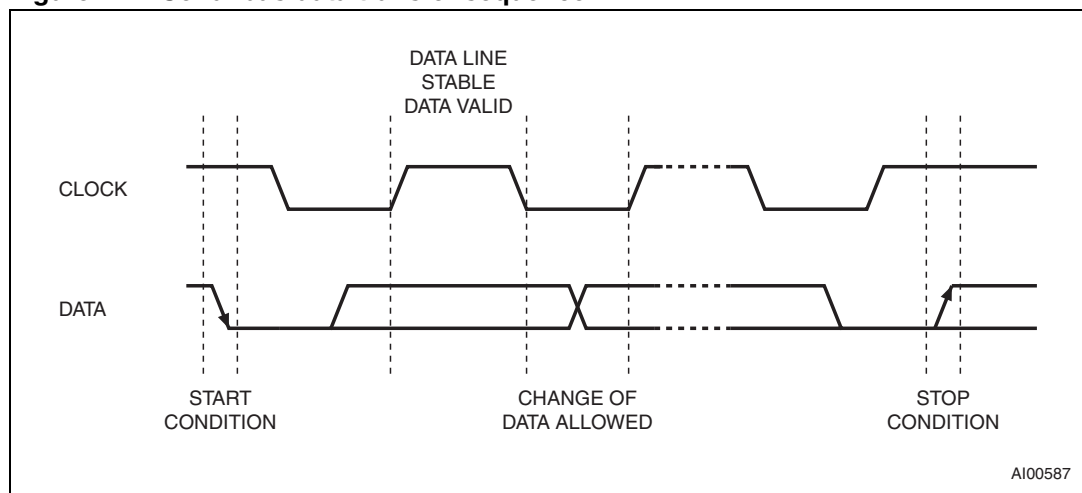 DATA LINE
STABLE
DATA VALID
CLOCK
DATA
START
CONDITION
CHANGE OF
DATA ALLOWED
STOP
CONDITION
AI00587